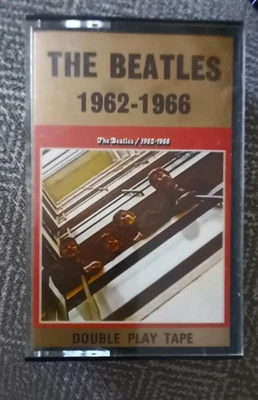 THE BEATLES
1962-1966
The Beatles / 1962-1966
DOUBLE PLAY TAPE